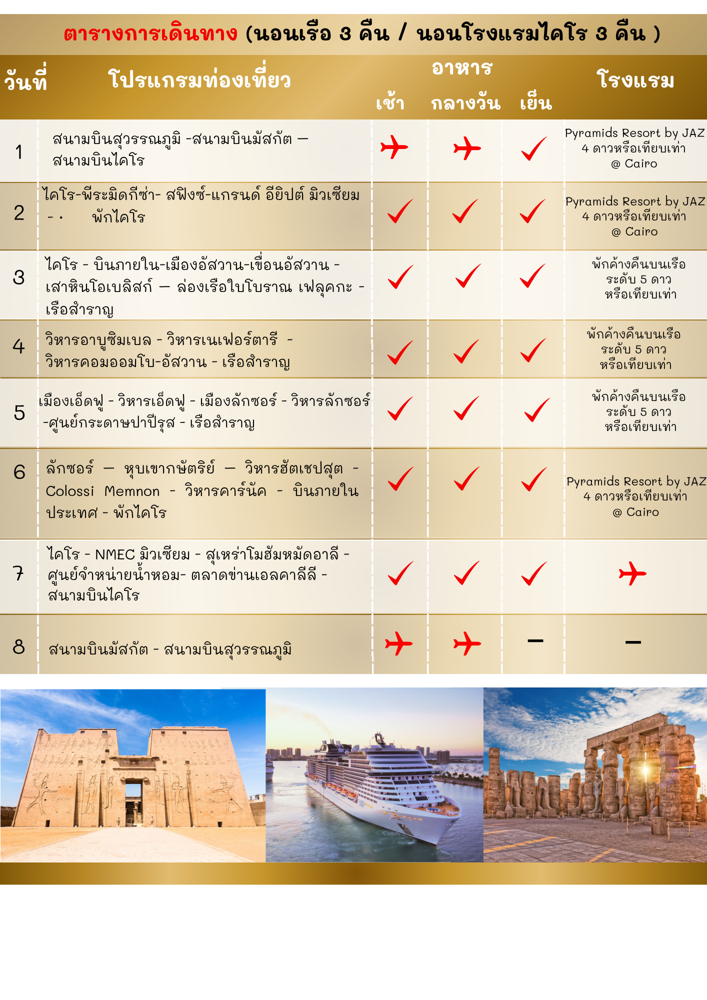 ตารางการเดินทาง (นอนเรือ 3 คืน / นอนโรงแรมไคโร 3 คืน )
วันที่ โปรแกรมท่องเที่ยว อาหาร โรงแรม
เช้า กลางวัน เย็น
1
สนามบินสุวรรณภูมิ -สนามบินมัสกัต –
สนามบินไคโร
Pyramids Resort by JAZ
4 ดาวหรือเทียบเท่า
@ Cairo
2
ไคโร-พีระมิดกีซ่า- สฟิงซ์-แกรนด์ อียิปต์ มิวเซียม
- · พักไคโร
Pyramids Resort by JAZ
4 ดาวหรือเทียบเท่า
@ Cairo
3
ไคโร - บินภายใน-เมืองอัสวาน-เขื่อนอัสวาน -
เสาหินโอเบลิสก์ – ล่องเรือใบโบราณ เฟลุคกะ -
เรือสำราญ
พักค้างคืนบนเรือ
ระดับ 5 ดาว
หรือเทียบเท่า
4
วิหารอาบูซิมเบล - วิหารเนเฟอร์ตารี -
วิหารคอมออมโบ-อัสวาน - เรือสำราญ
พักค้างคืนบนเรือ
ระดับ 5 ดาว
หรือเทียบเท่า
5
เมืองเอ็ดฟู - วิหารเอ็ดฟู - เมืองลักซอร์ - วิหารลักซอร์
-ศูนย์กระดาษปาปีรุส - เรือสำราญ
พักค้างคืนบนเรือ
ระดับ 5 ดาว
หรือเทียบเท่า
6
ลักซอร์ – หุบเขากษัตริย์ – วิหารฮัตเชปสุต -
Colossi Memnon - วิหารคาร์นัค - บินภายใน
ประเทศ - พักไคโร
Pyramids Resort by JAZ
4 ดาวหรือเทียบเท่า
@ Cairo
7
ไคโร - NMEC มิวเซียม - สุเหร่าโมฮัมหมัดอาลี -
ศูนย์จำหน่ายน้ำหอม- ตลาดข่านเอลคาลีลี -
สนามบินไคโร
8
สนามบินมัสกัต - สนามบินสุวรรณภูมิ
– –